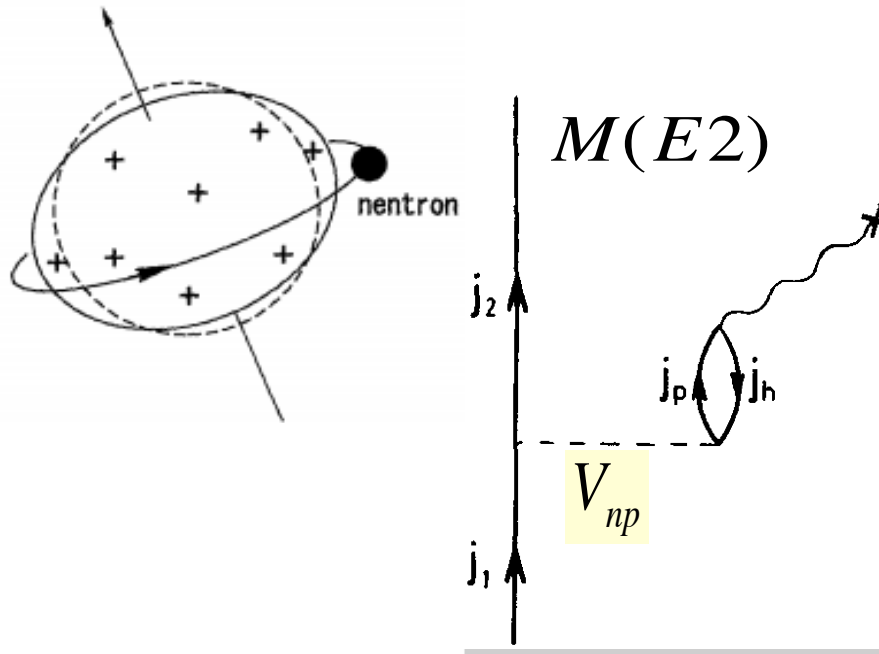 +
+
+
nentron
+
+
+
+
+
M(E2)
j₂
jₚ
jₕ
Vₙₚ
j₁